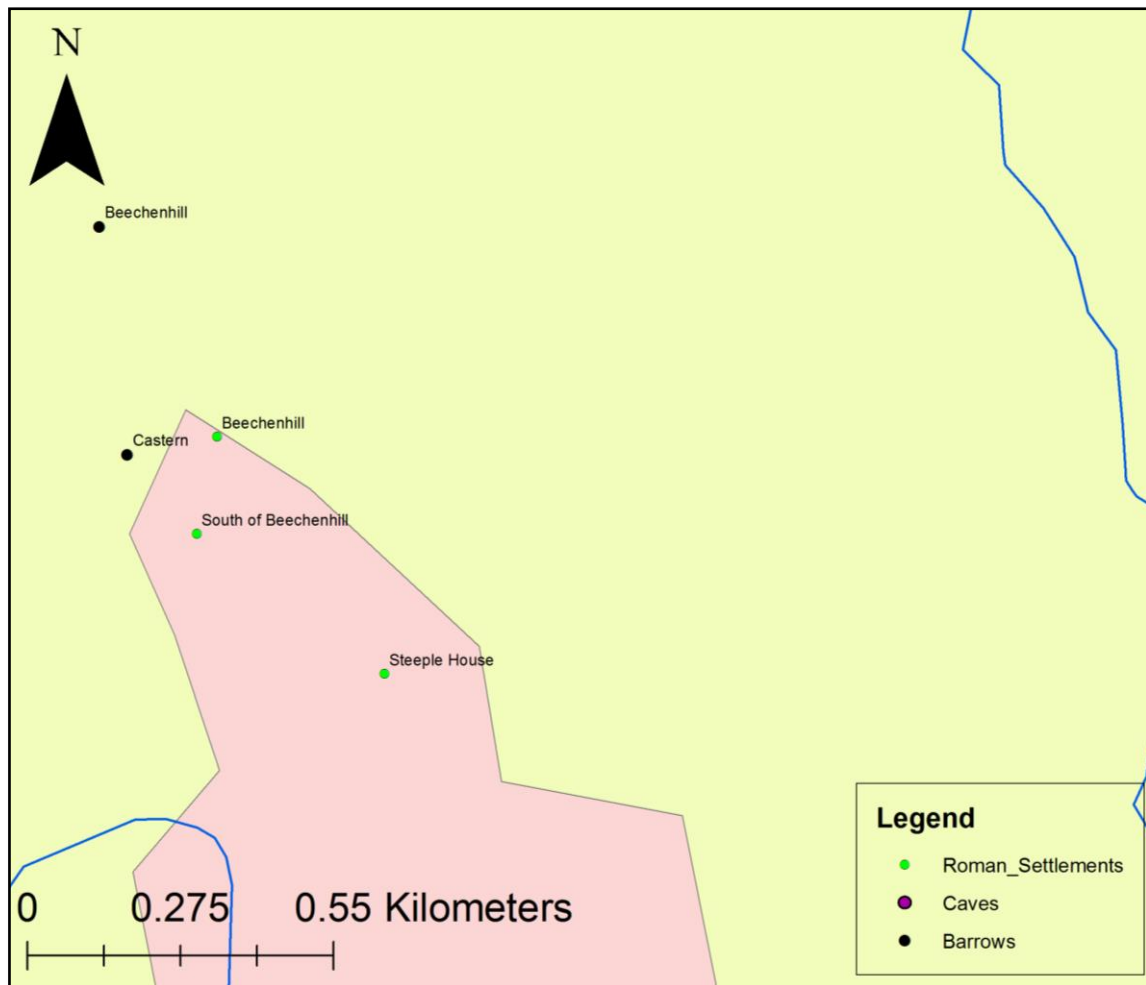 N
Beechenhill
Beechenhill
Castern
South of Beechenhill
Steeple House
0 0.275 0.55 Kilometers
Legend
Roman_Settlements
Caves
Barrows